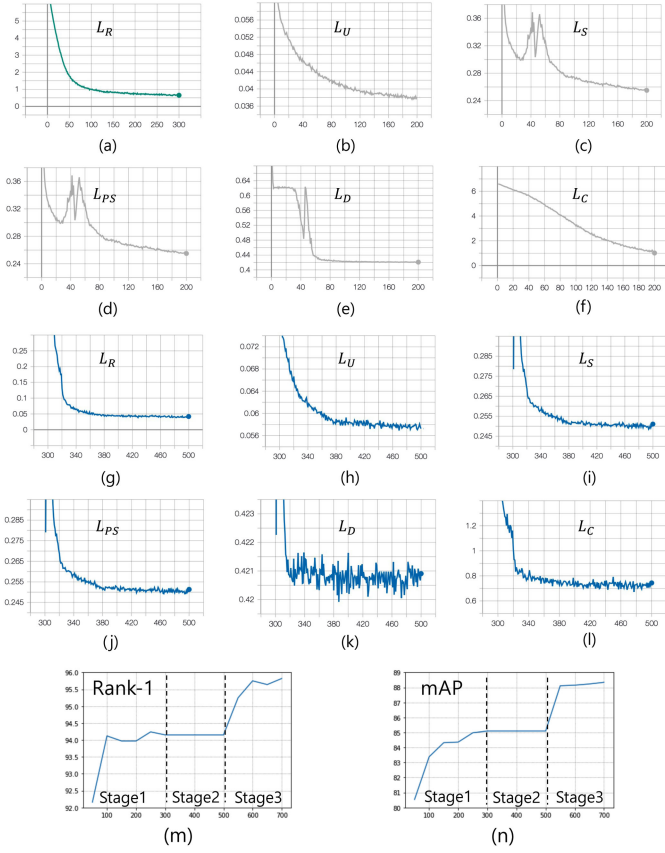 5
4
3
2
1
0
L_R
0 50 100 150 200 250 300
(a)
0.056
0.052
0.048
0.044
0.04
0.036
L_U
0 40 80 120 160 200
(b)
0.36
0.32
0.28
0.24
L_S
0 40 80 120 160 200
(c)
0.36
0.32
0.28
0.24
L_PS
0 40 80 120 160 200
(d)
0.64
0.6
0.56
0.52
0.48
0.44
0.4
L_D
0 40 80 120 160 200
(e)
6
4
2
0
L_C
0 20 40 60 80 100 120 140 160 180 200
(f)
0.25
0.2
0.15
0.1
0.05
0
L_R
300 340 380 420 460 500
(g)
0.072
0.068
0.064
0.06
0.056
L_U
300 340 380 420 460 500
(h)
0.285
0.275
0.265
0.255
0.245
L_S
300 340 380 420 460 500
(i)
0.285
0.275
0.265
0.255
0.245
L_PS
300 340 380 420 460 500
(j)
0.423
0.422
0.421
0.42
L_D
300 340 380 420 460 500
(k)
1.2
1
0.8
0.6
L_C
300 340 380 420 460 500
(l)
96.0
95.5
95.0
94.5
94.0
93.5
93.0
92.5
92.0
Rank-1
Stage1 Stage2 Stage3
100 200 300 400 500 600 700
(m)
89
88
87
86
85
84
83
82
81
80
mAP
Stage1 Stage2 Stage3
100 200 300 400 500 600 700
(n)